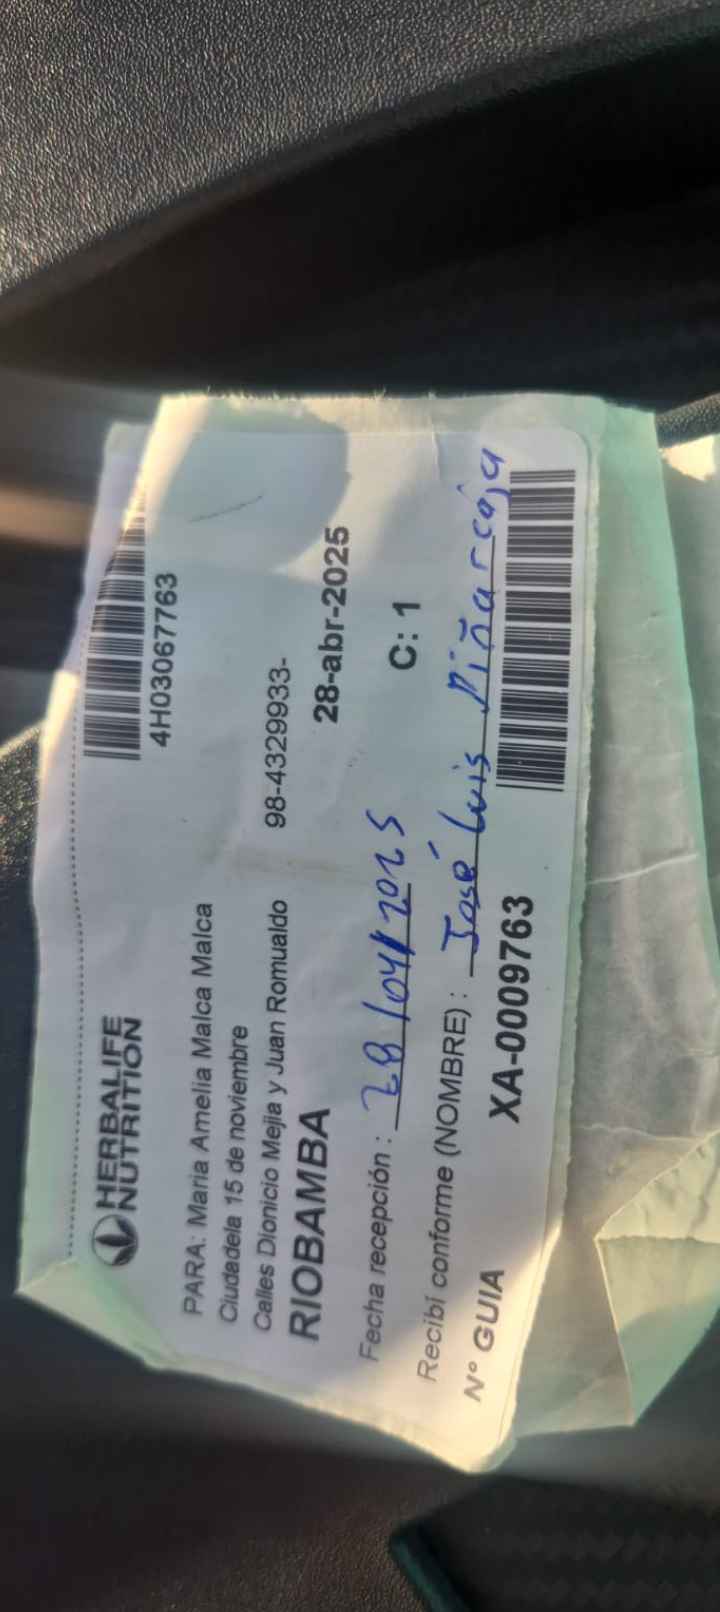 HERBALIFE
NUTRITION
4H03067763
PARA: Maria Amelia Malca Malca
Ciudadela 15 de noviembre
Calles Dionicio Mejia y Juan Romualdo 98-4329933-
RIOBAMBA 28-abr-2025
Fecha recepción : 28/04/2025 C: 1
Recibí conforme (NOMBRE) : José Luis Piñarcaja
N° GUIA XA-0009763